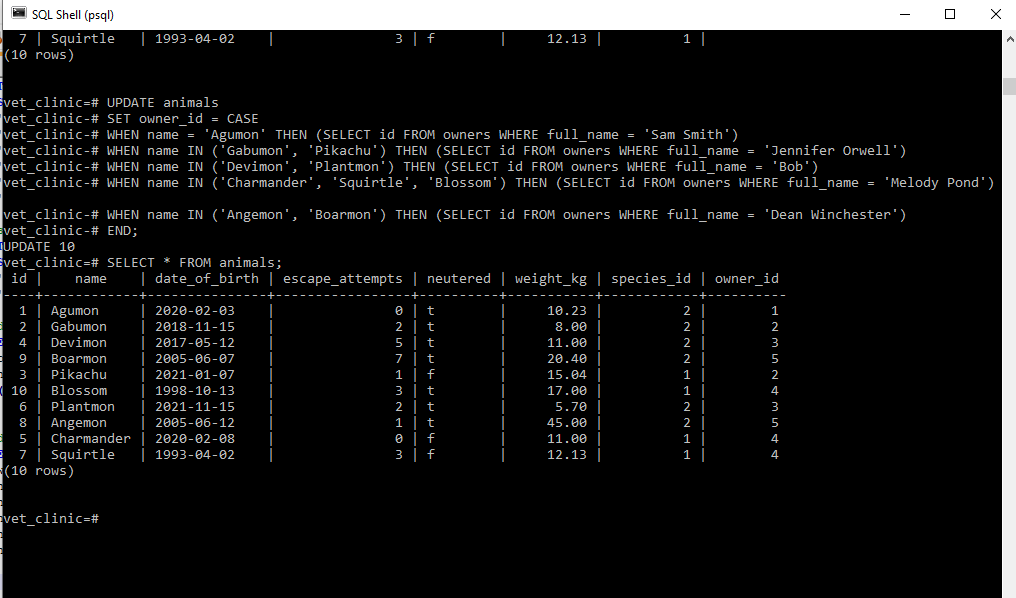 SQL Shell (psql)
  7 | Squirtle   | 1993-04-02    |               3 | f        |     12.13 |          1 |
(10 rows)
vet_clinic=# UPDATE animals
vet_clinic-# SET owner_id = CASE
vet_clinic-# WHEN name = 'Agumon' THEN (SELECT id FROM owners WHERE full_name = 'Sam Smith')
vet_clinic-# WHEN name IN ('Gabumon', 'Pikachu') THEN (SELECT id FROM owners WHERE full_name = 'Jennifer Orwell')
vet_clinic-# WHEN name IN ('Devimon', 'Plantmon') THEN (SELECT id FROM owners WHERE full_name = 'Bob')
vet_clinic-# WHEN name IN ('Charmander', 'Squirtle', 'Blossom') THEN (SELECT id FROM owners WHERE full_name = 'Melody Pond')
vet_clinic-# WHEN name IN ('Angemon', 'Boarmon') THEN (SELECT id FROM owners WHERE full_name = 'Dean Winchester')
vet_clinic-# END;
UPDATE 10
vet_clinic=# SELECT * FROM animals;
 id |    name    | date_of_birth | escape_attempts | neutered | weight_kg | species_id | owner_id
----+------------+---------------+-----------------+----------+-----------+------------+----------
  1 | Agumon     | 2020-02-03    |               0 | t        |     10.23 |          2 |        1
  2 | Gabumon    | 2018-11-15    |               2 | t        |      8.00 |          2 |        2
  4 | Devimon    | 2017-05-12    |               5 | t        |     11.00 |          2 |        3
  9 | Boarmon    | 2005-06-07    |               7 | t        |     20.40 |          2 |        5
  3 | Pikachu    | 2021-01-07    |               1 | f        |     15.04 |          1 |        2
 10 | Blossom    | 1998-10-13    |               3 | t        |     17.00 |          1 |        4
  6 | Plantmon   | 2021-11-15    |               2 | t        |      5.70 |          2 |        3
  8 | Angemon    | 2005-06-12    |               1 | t        |     45.00 |          2 |        5
  5 | Charmander | 2020-02-08    |               0 | f        |     11.00 |          1 |        4
  7 | Squirtle   | 1993-04-02    |               3 | f        |     12.13 |          1 |        4
(10 rows)
vet_clinic=#